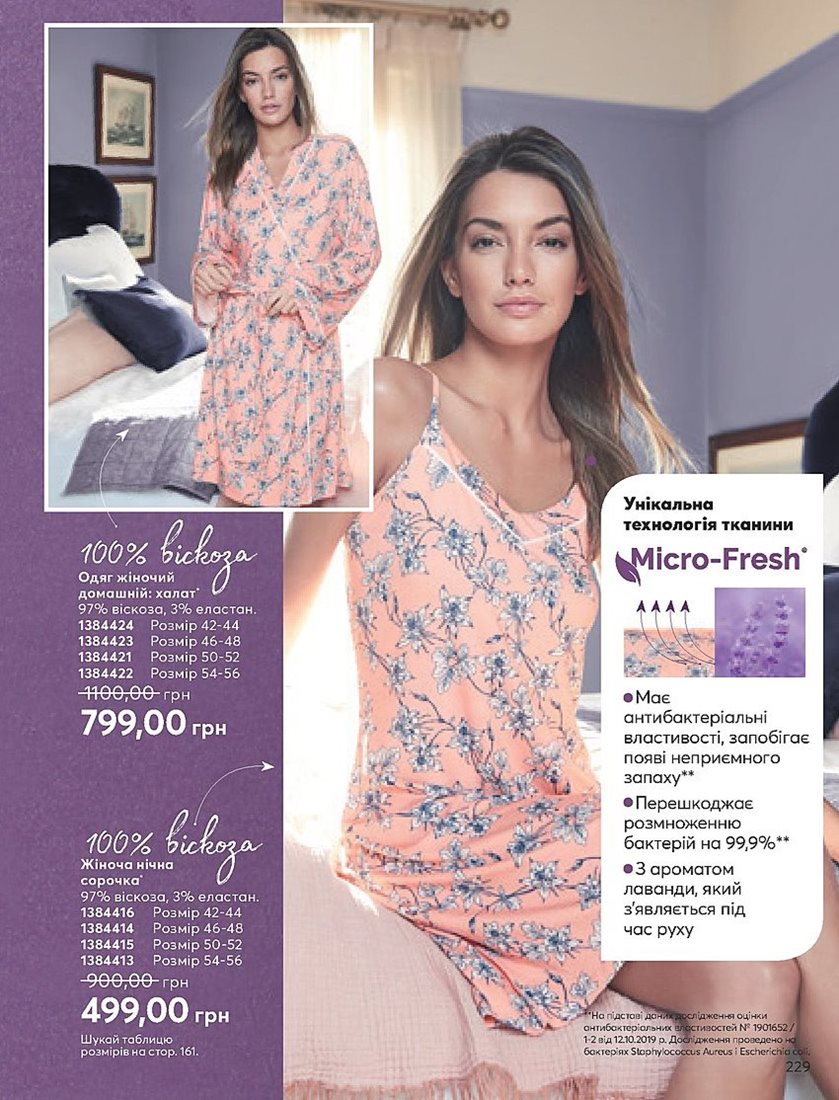 100% віскоза
Одяг жіночий
домашній: халат*
97% віскоза, 3% еластан.
1384424 Розмір 42-44
1384423 Розмір 46-48
1384421 Розмір 50-52
1384422 Розмір 54-56
1100,00 грн
799,00 грн
100% віскоза
Жіноча нічна
сорочка*
97% віскоза, 3% еластан.
1384416 Розмір 42-44
1384414 Розмір 46-48
1384415 Розмір 50-52
1384413 Розмір 54-56
900,00 грн
499,00 грн
Шукай таблицю
розмірів на стор. 161.
Унікальна
технологія тканини
Micro-Fresh®
● Має
антибактеріальні
властивості, запобігає
появі неприємного
запаху**
● Перешкоджає
розмноженню
бактерій на 99,9%**
● З ароматом
лаванди, який
з'являється під
час руху
**На підставі даних дослідження оцінки
антибактеріальних властивостей № 1901652 /
1-2 від 12.10.2019 р. Дослідження проведено на
бактеріях Staphylococcus Aureus і Escherichia coli.
229